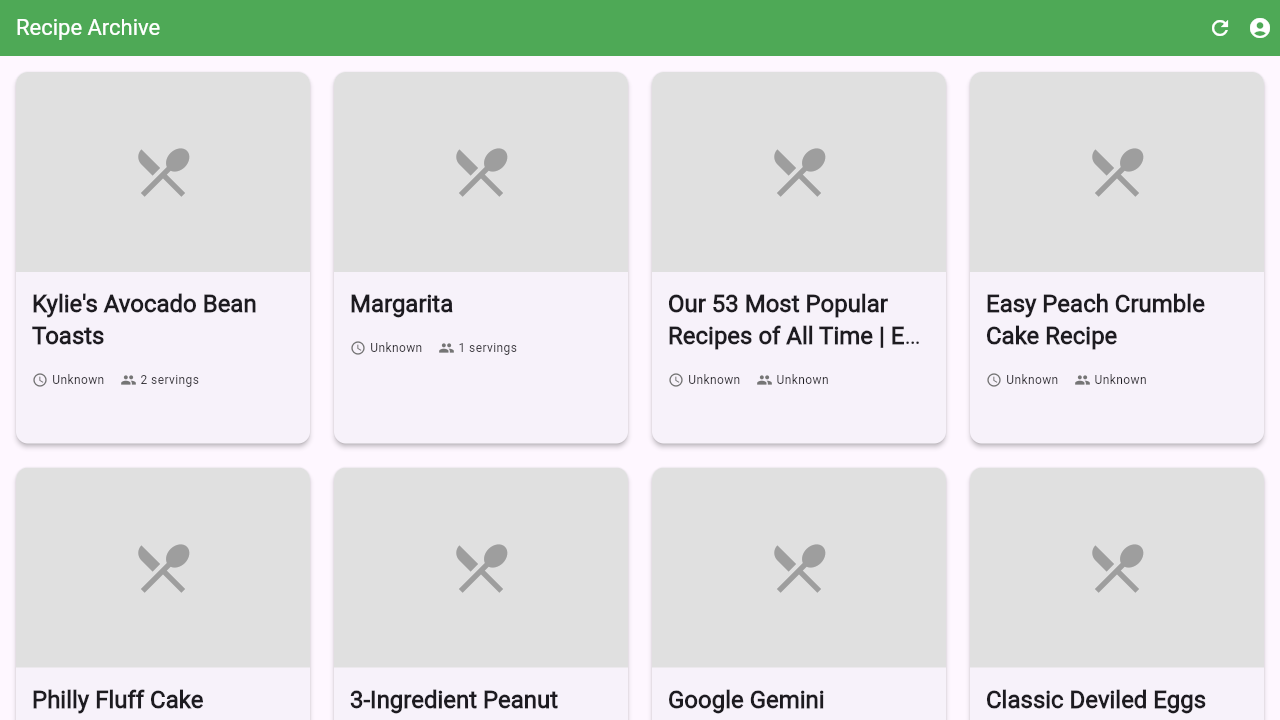 Recipe Archive
Kylie's Avocado Bean
Toasts
Unknown
2 servings
Margarita
Unknown
1 servings
Our 53 Most Popular
Recipes of All Time | E...
Unknown
Unknown
Easy Peach Crumble
Cake Recipe
Unknown
Unknown
Philly Fluff Cake
3-Ingredient Peanut
Google Gemini
Classic Deviled Eggs